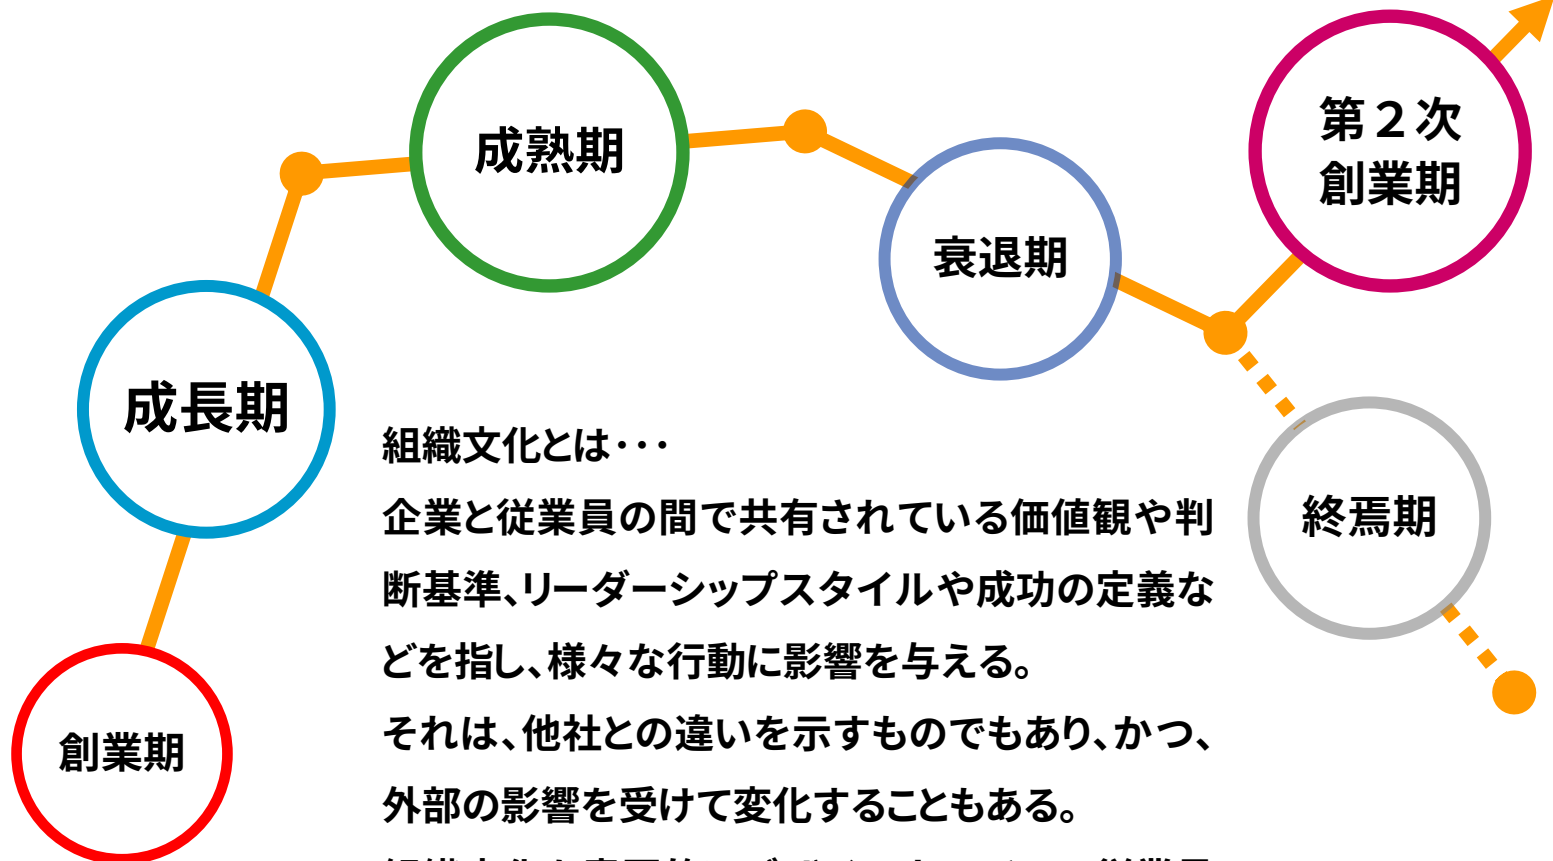 成熟期
第２次
創業期
衰退期
成長期
組織文化とは・・・
企業と従業員の間で共有されている価値観や判
断基準、リーダーシップスタイルや成功の定義な
どを指し、様々な行動に影響を与える。
それは、他社との違いを示すものでもあり、かつ、
外部の影響を受けて変化することもある。
終焉期
創業期